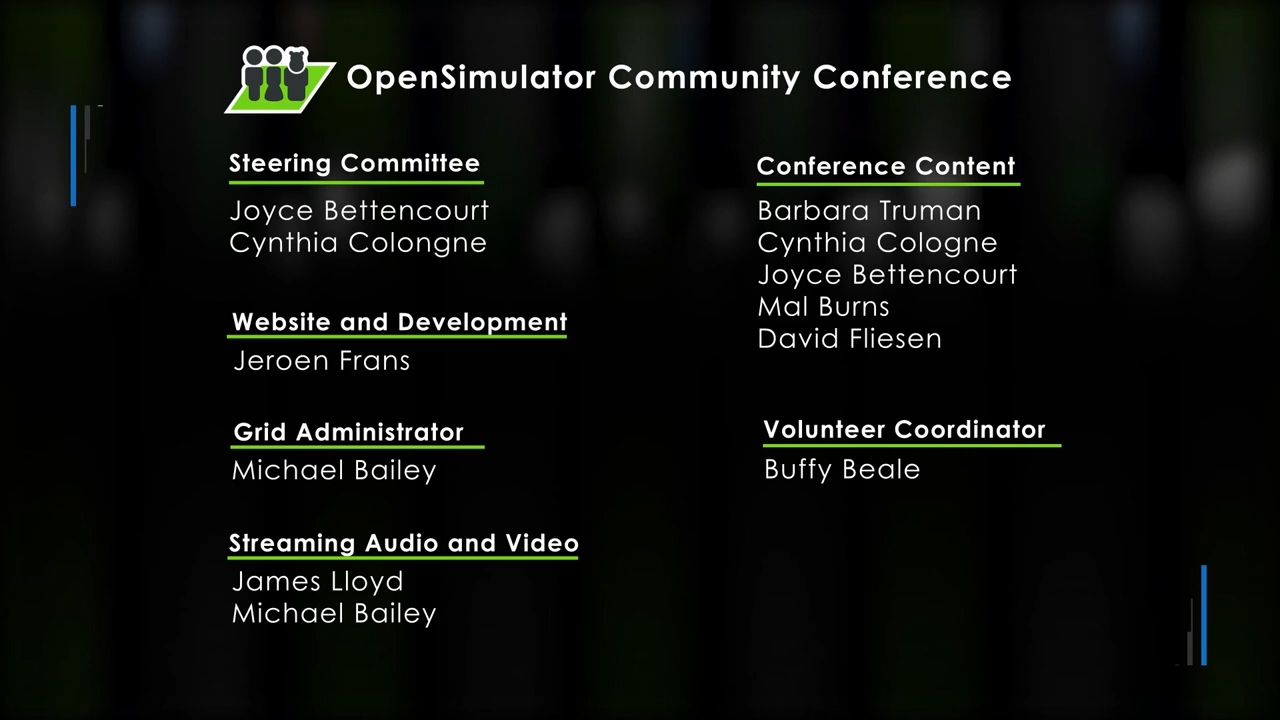 OpenSimulator Community Conference
Steering Committee
Joyce Bettencourt
Cynthia Colongne
Website and Development
Jeroen Frans
Grid Administrator
Michael Bailey
Streaming Audio and Video
James Lloyd
Michael Bailey
Conference Content
Barbara Truman
Cynthia Cologne
Joyce Bettencourt
Mal Burns
David Fliesen
Volunteer Coordinator
Buffy Beale